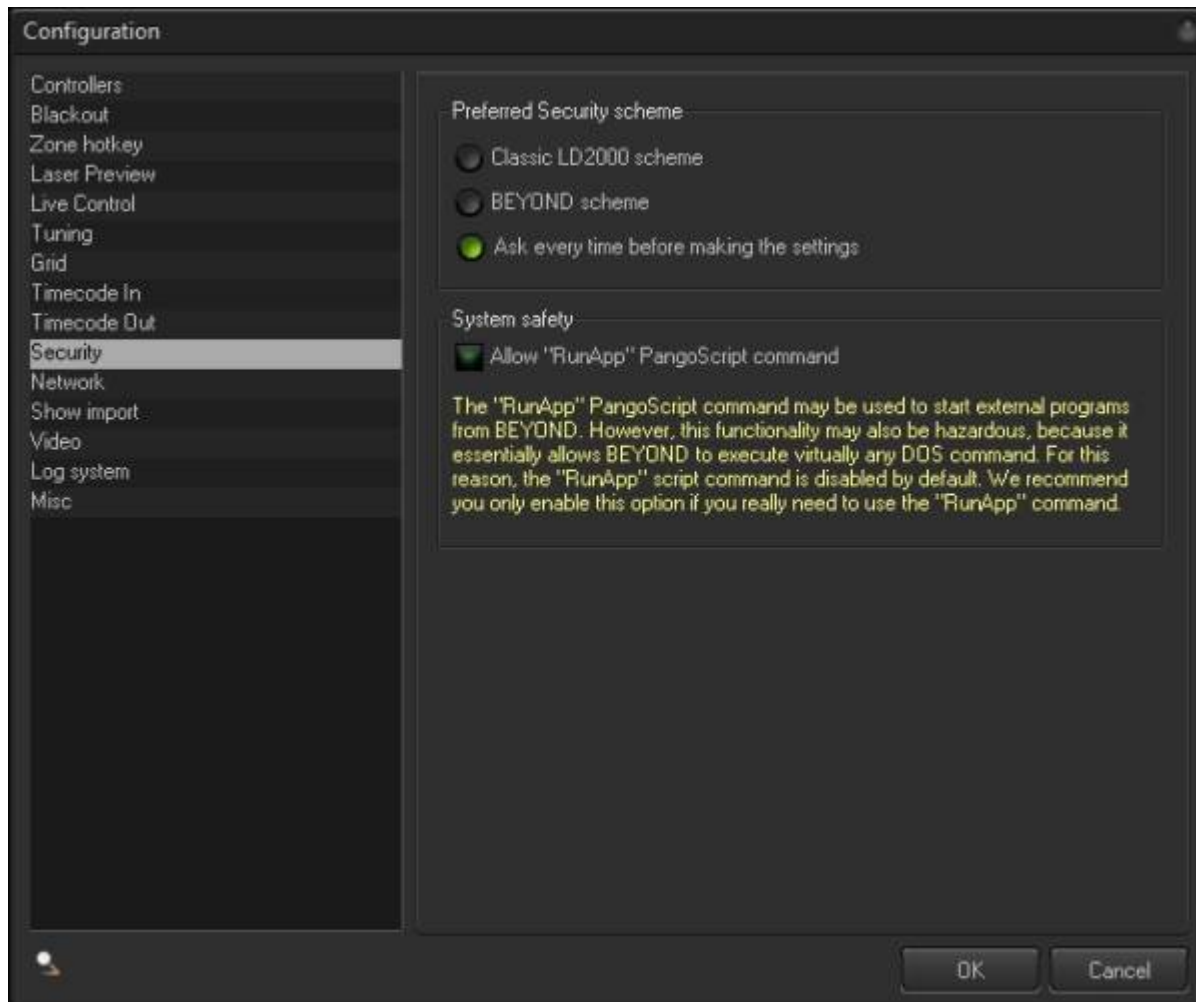 Configuration
Controllers
Blackout
Zone hotkey
Laser Preview
Live Control
Tuning
Grid
Timecode In
Timecode Out
Security
Network
Show import
Video
Log system
Misc
Preferred Security scheme
Classic LD2000 scheme
BEYOND scheme
Ask every time before making the settings
System safety
Allow "RunApp" PangoScript command
The "RunApp" PangoScript command may be used to start external programs
from BEYOND. However, this functionality may also be hazardous, because it
essentially allows BEYOND to execute virtually any DOS command. For this
reason, the "RunApp" script command is disabled by default. We recommend
you only enable this option if you really need to use the "RunApp" command.
OK
Cancel